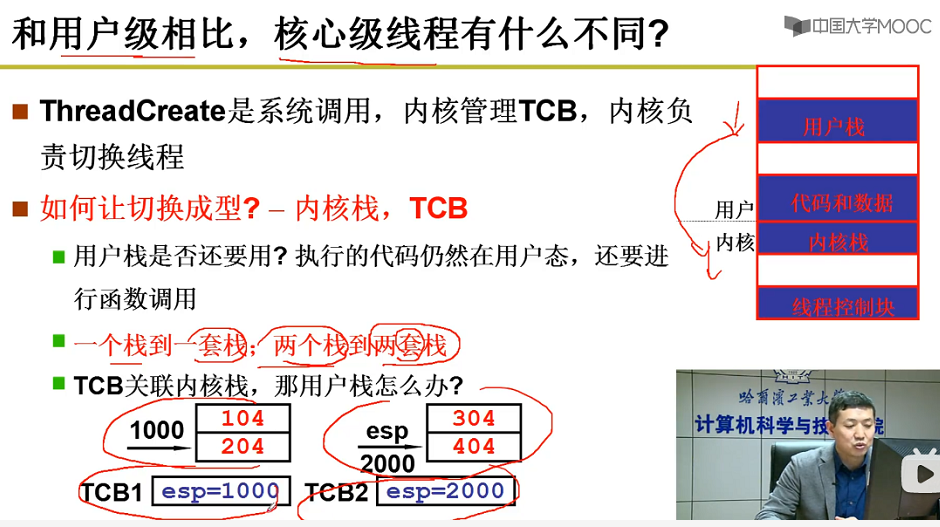 和用户级相比，核心级线程有什么不同?
中国大学MOOC
ThreadCreate是系统调用，内核管理TCB，内核负
责切换线程
如何让切换成型? – 内核栈，TCB
用户栈是否还要用? 执行的代码仍然在用户态，还要进
行函数调用
一个栈到一套栈；两个栈到两套栈
TCB关联内核栈，那用户栈怎么办?
用户栈
代码和数据
用户
内核
内核栈
线程控制块
1000
104
204
TCB1
esp=1000
esp
2000
304
404
TCB2
esp=2000
哈尔滨工业大学
计算机科学与技
院